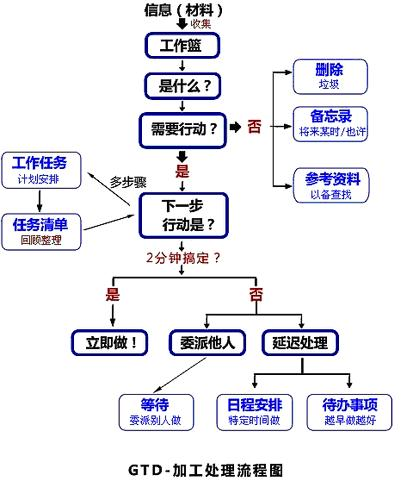 信息（材料）
收集
工作篮
是什么？
需要行动？
否
删除
垃圾
备忘录
将来某时/也许
参考资料
以备查找
是
工作任务
计划安排
多步骤
任务清单
回顾整理
下一步
行动是？
2分钟搞定？
是
否
立即做！
委派他人
延迟处理
等待
委派别人做
日程安排
特定时间做
待办事项
越早做越好
GTD-加工处理流程图